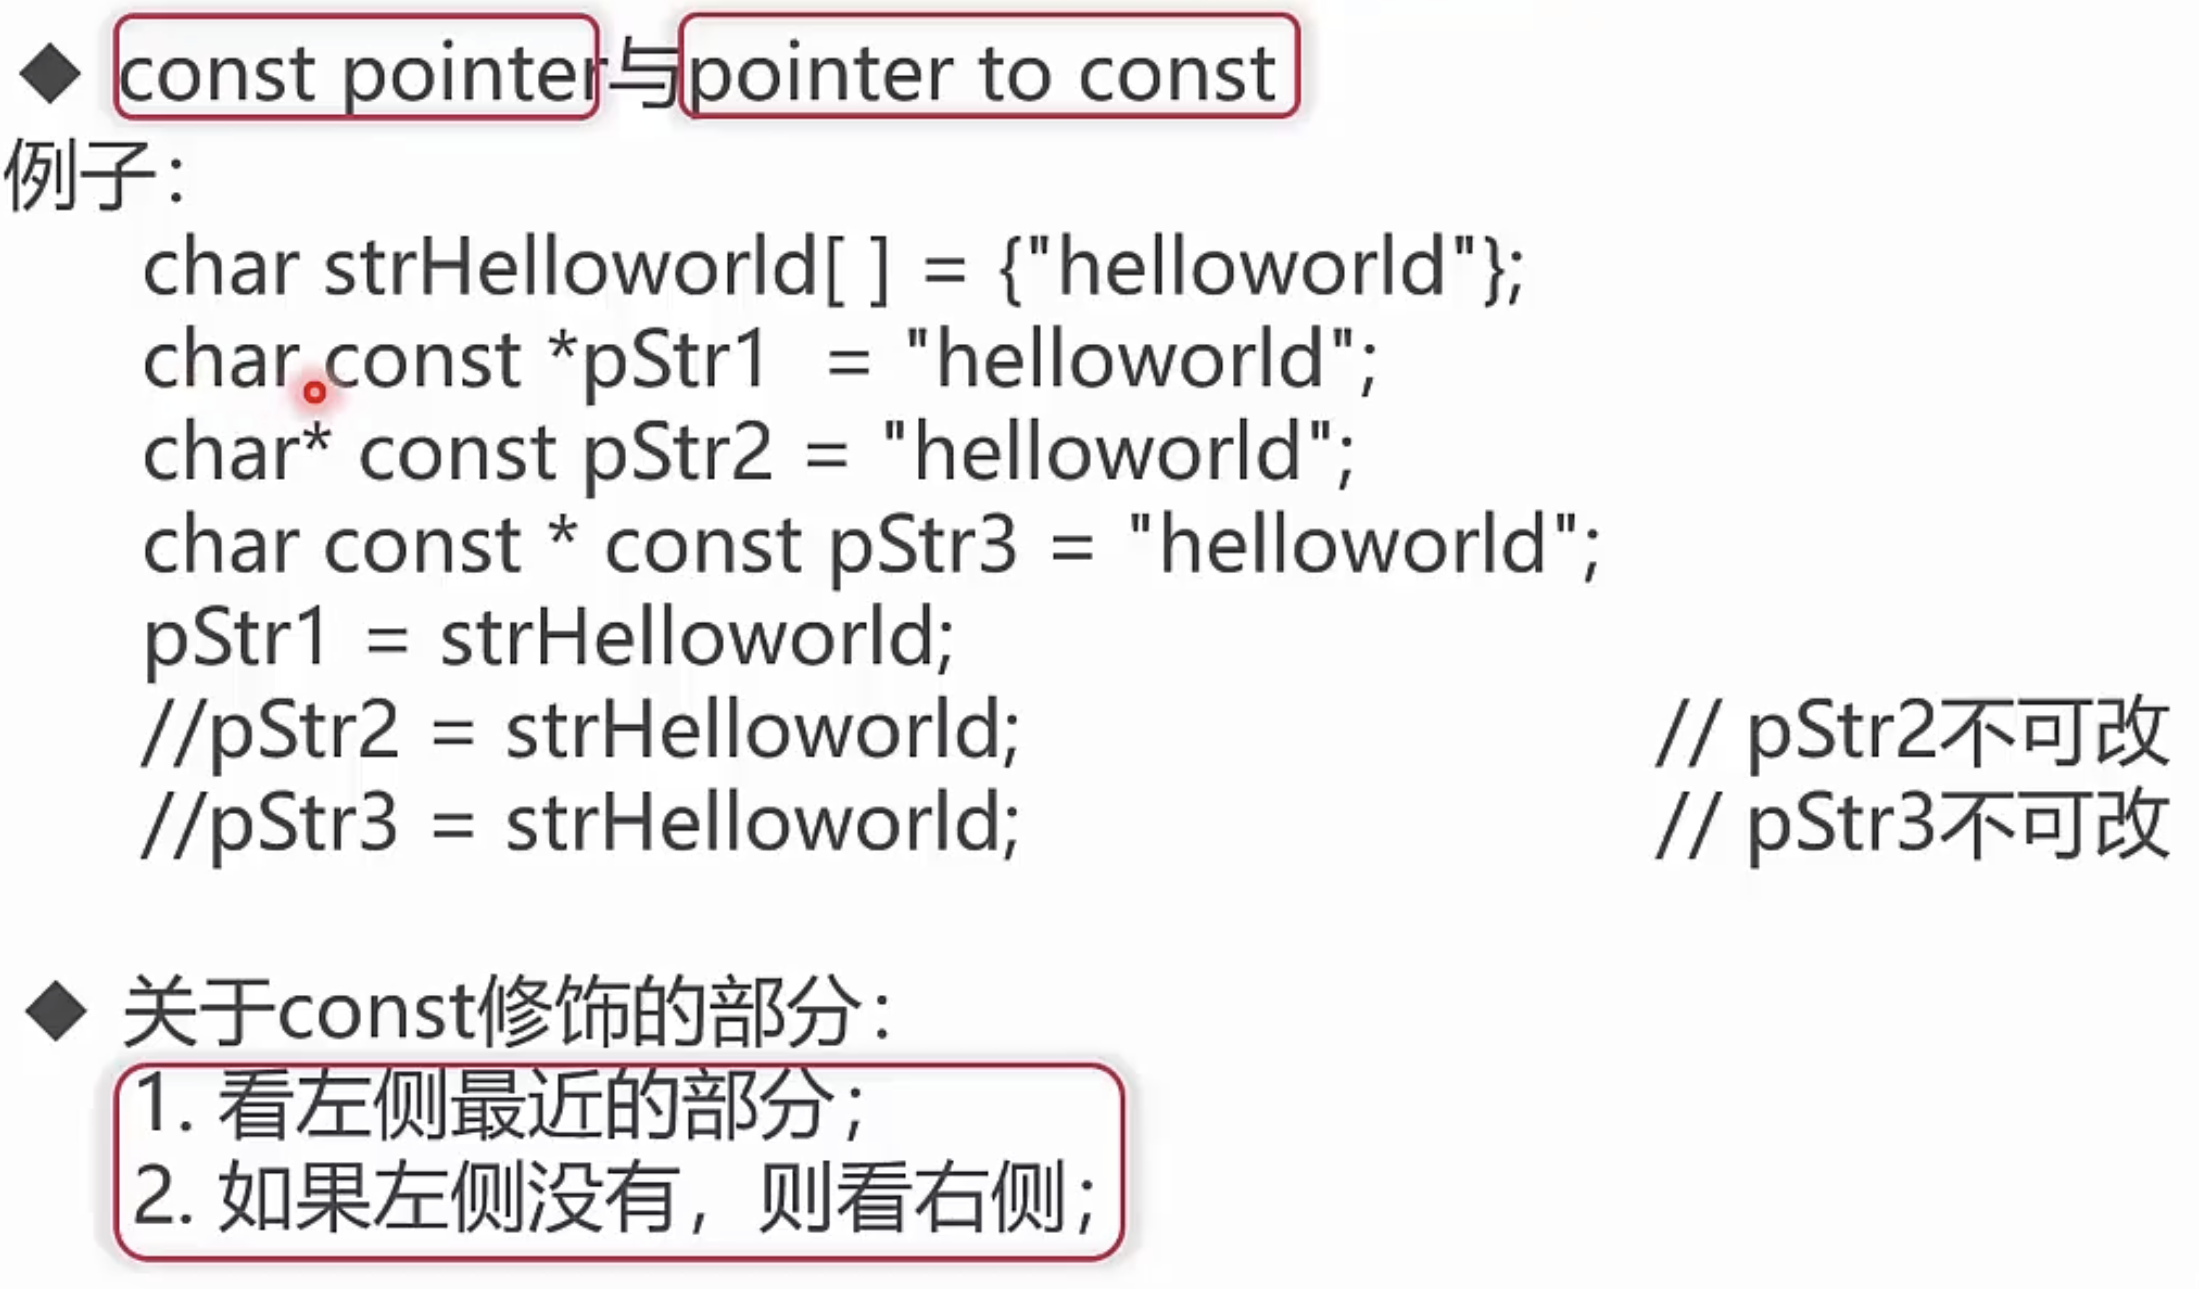 ◆ const pointer与pointer to const
例子：
char strHelloworld[ ] = {"helloworld"};
char const *pStr1  = "helloworld";
char* const pStr2 = "helloworld";
char const * const pStr3 = "helloworld";
pStr1 = strHelloworld;
//pStr2 = strHelloworld; // pStr2不可改
//pStr3 = strHelloworld; // pStr3不可改
◆ 关于const修饰的部分：
1. 看左侧最近的部分；
2. 如果左侧没有，则看右侧；